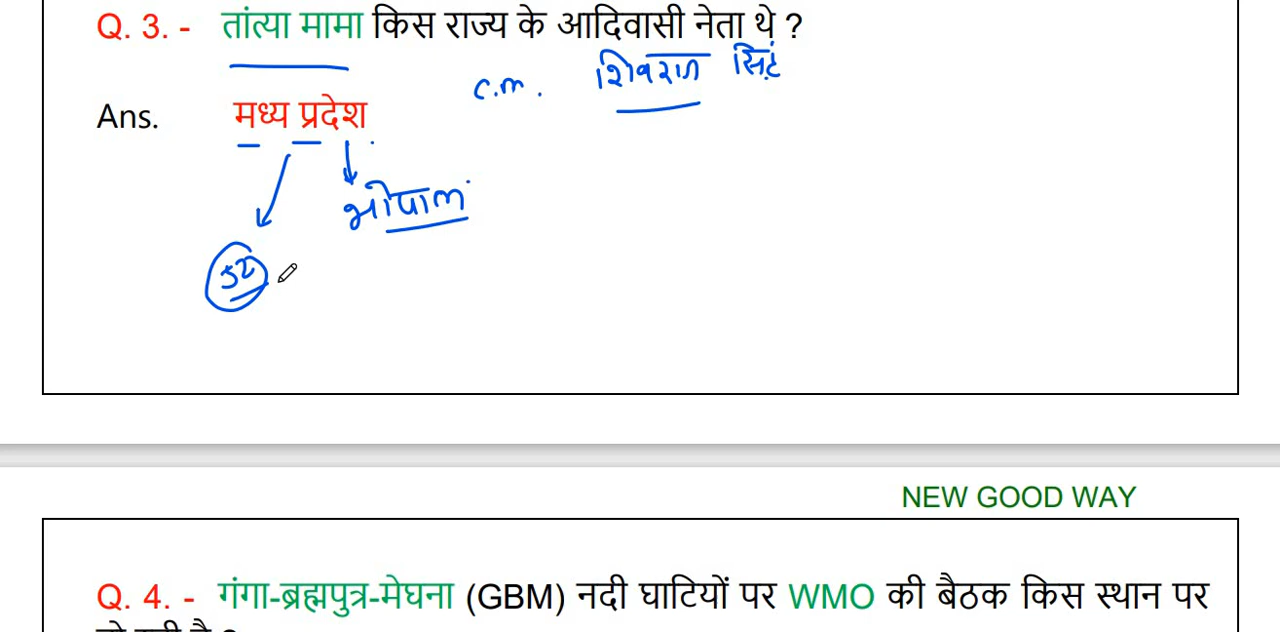 Q. 3. - तांत्या मामा किस राज्य के आदिवासी नेता थे ?
C.M. शिवराज सिंह
Ans. मध्य प्रदेश
भोपाल
52
NEW GOOD WAY
Q. 4. - गंगा-ब्रह्मपुत्र-मेघना (GBM) नदी घाटियों पर WMO की बैठक किस स्थान पर